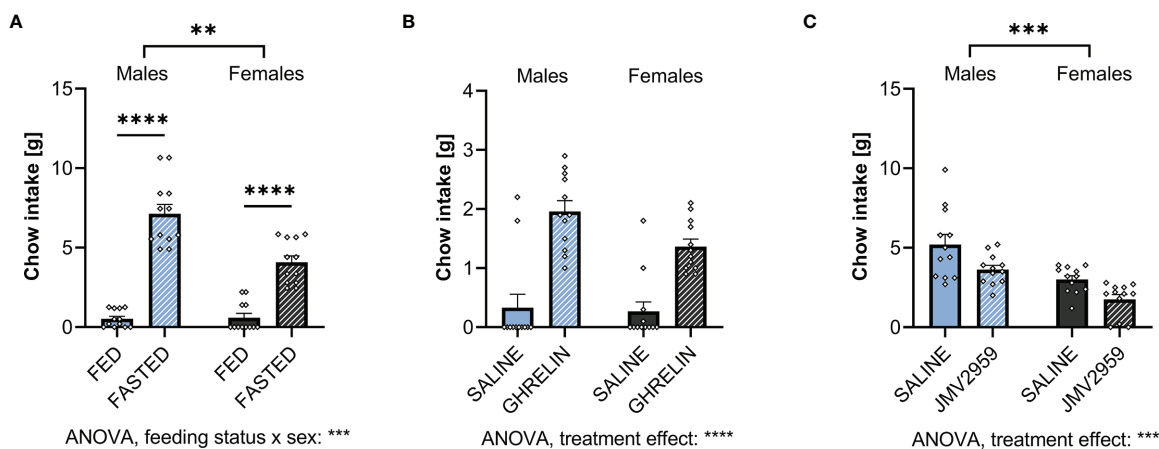 A
**
Males Females
15
10
5
0
Chow intake [g]
****
****
FED
FASTED
FED
FASTED
ANOVA, feeding status x sex: ***
B
Males Females
4
3
2
1
0
Chow intake [g]
SALINE
GHRELIN
SALINE
GHRELIN
ANOVA, treatment effect: ****
C
***
Males Females
15
10
5
0
Chow intake [g]
SALINE
JMV2959
SALINE
JMV2959
ANOVA, treatment effect: ***